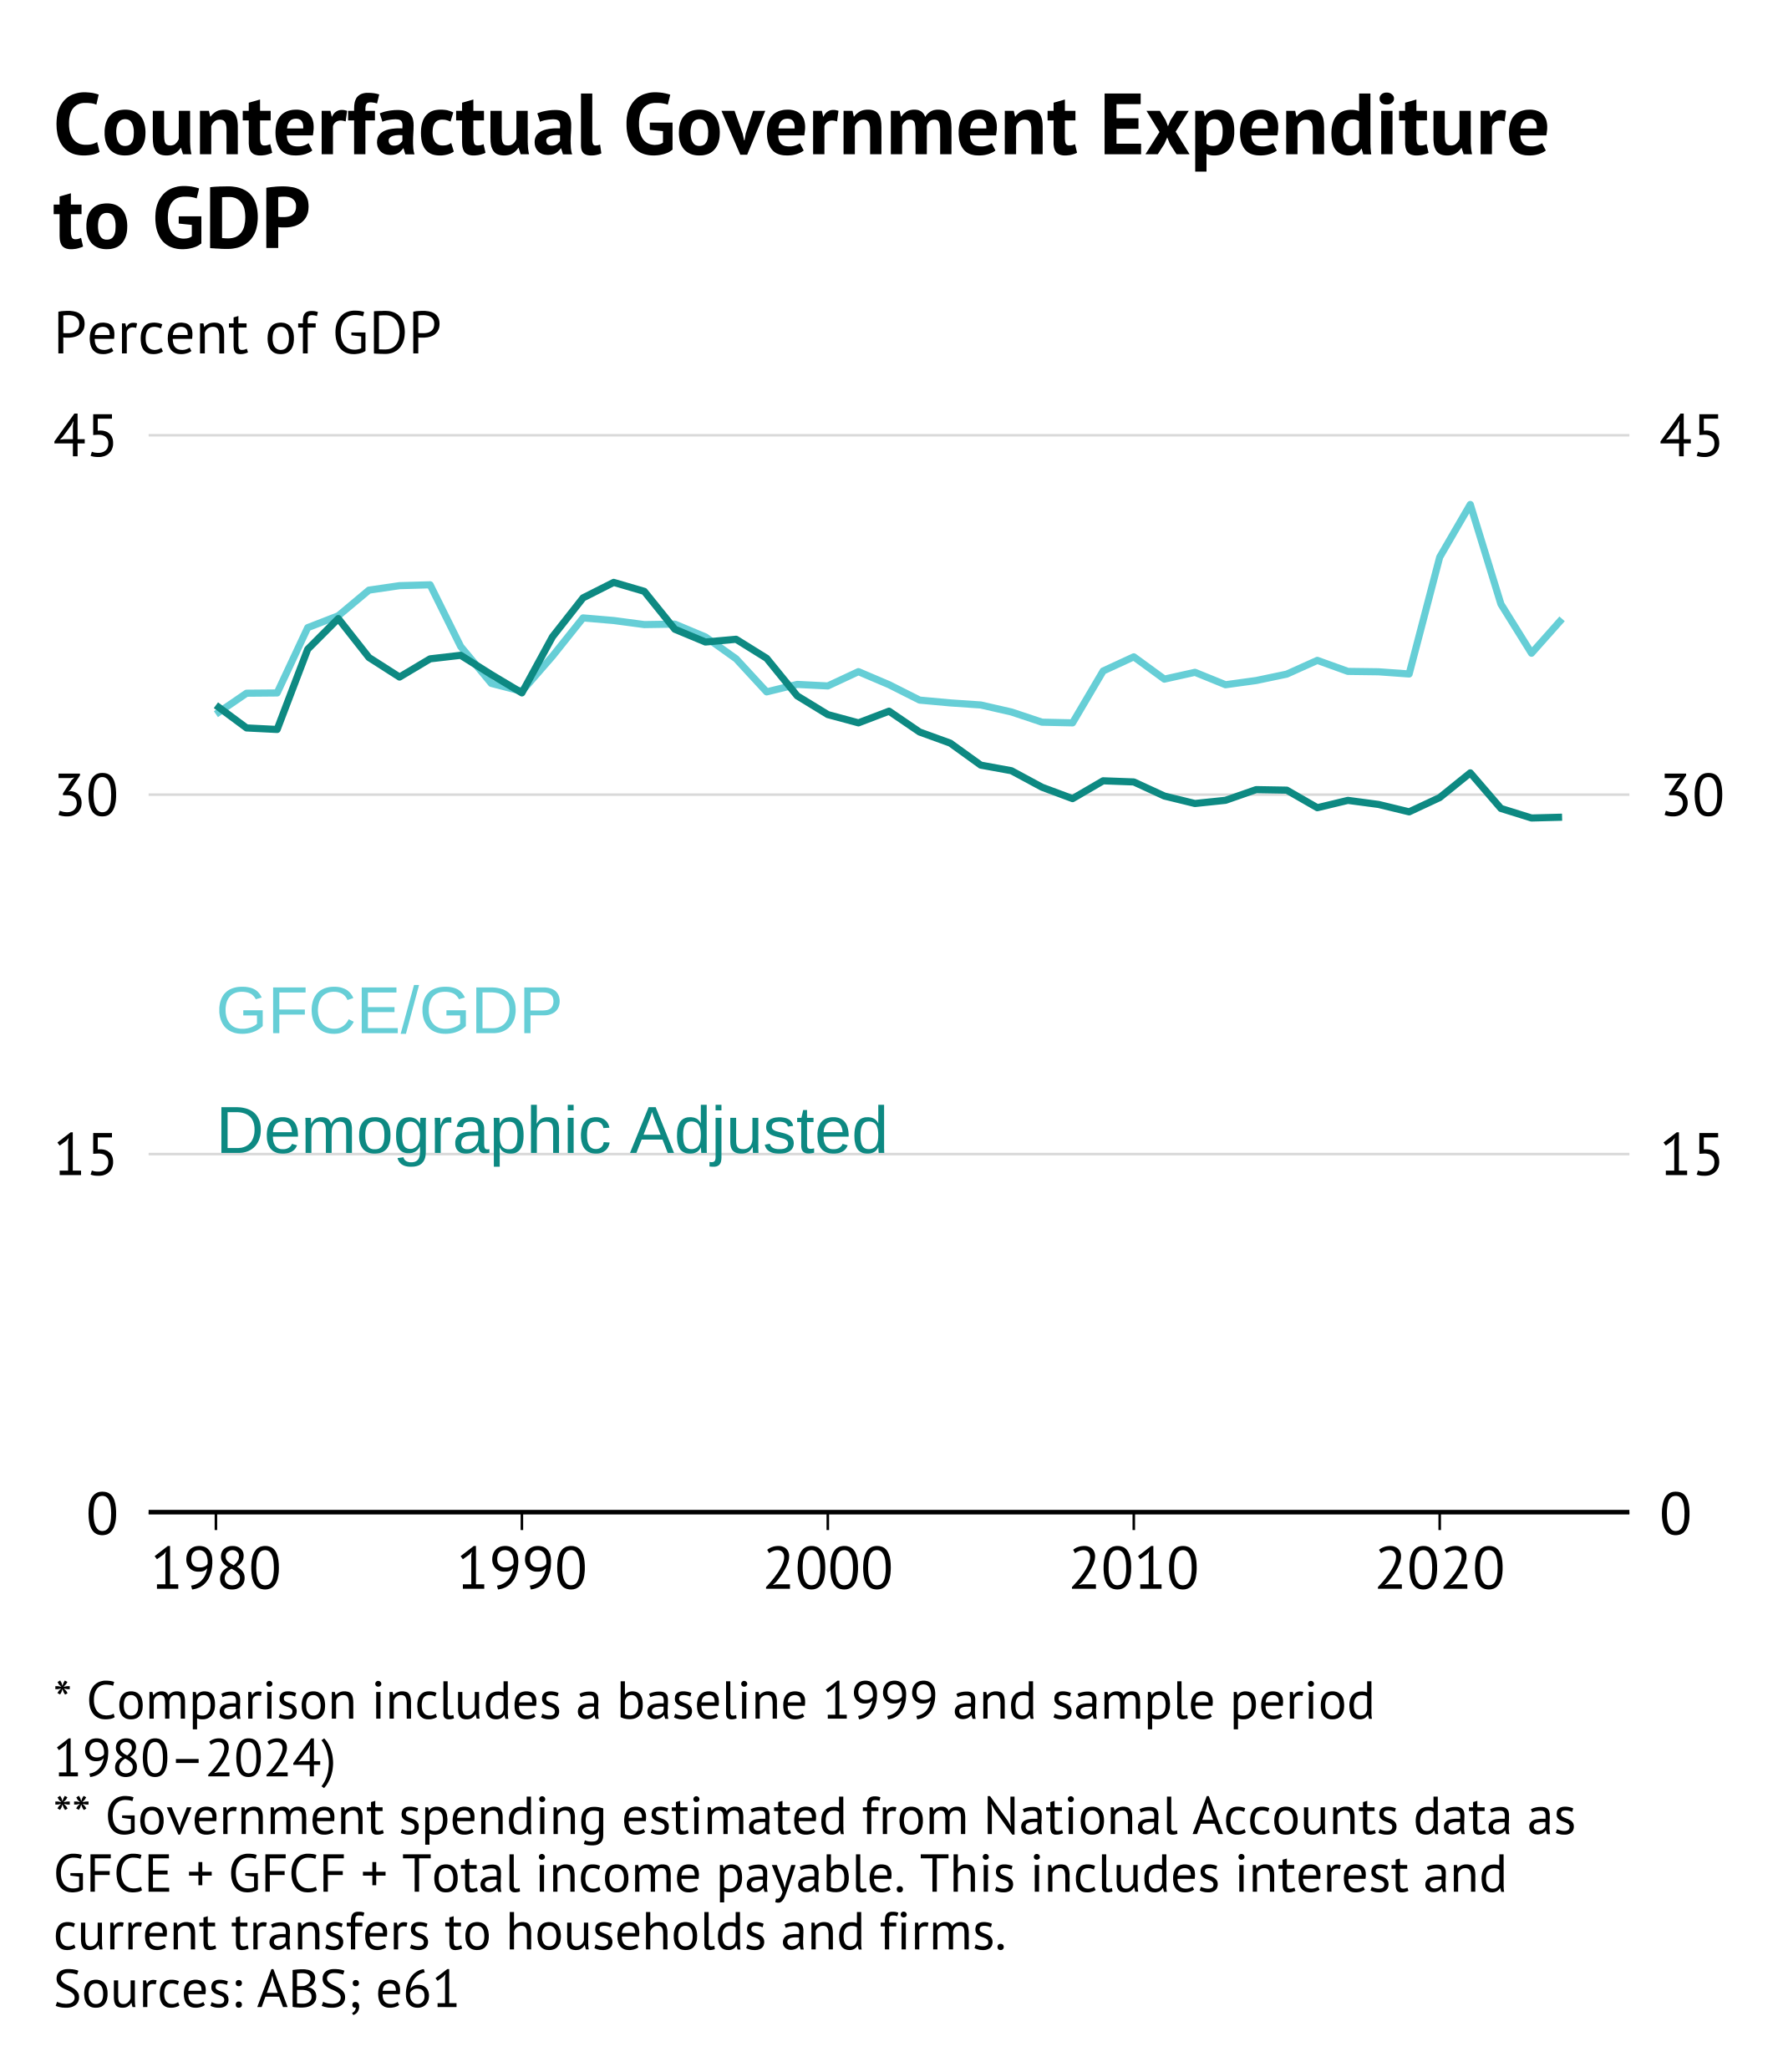 Counterfactual Government Expenditure
to GDP
Percent of GDP
45 45
30 30
GFCE/GDP
Demographic Adjusted
15 15
0 0
1980 1990 2000 2010 2020
* Comparison includes a baseline 1999 and sample period
1980–2024)
** Government spending estimated from National Accounts data as
GFCE + GFCF + Total income payable. This includes interest and
current transfers to households and firms.
Sources: ABS; e61